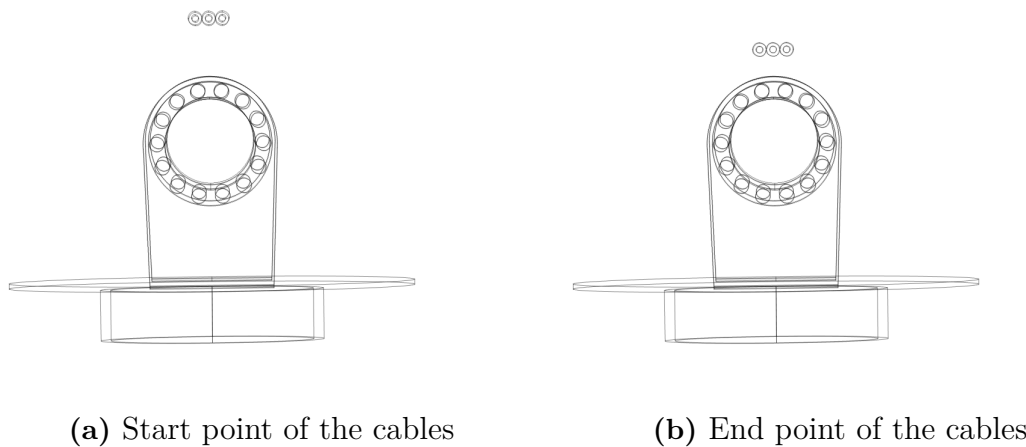 (a) Start point of the cables
(b) End point of the cables